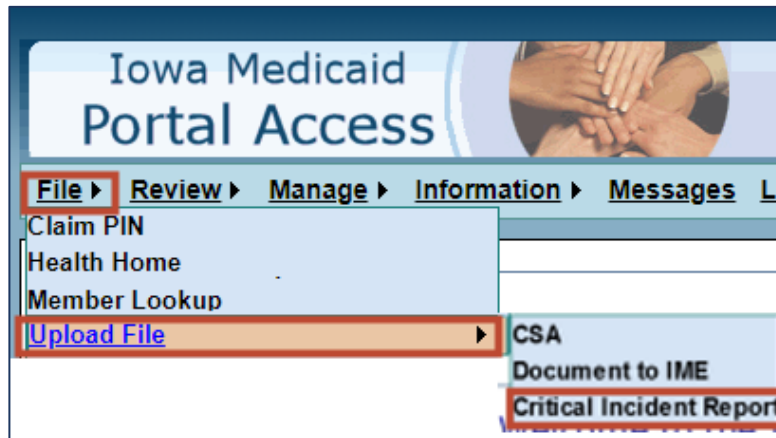 Iowa Medicaid
Portal Access
File Review Manage Information Messages L
Claim PIN
Health Home
Member Lookup
Upload File
CSA
Document to IME
Critical Incident Report